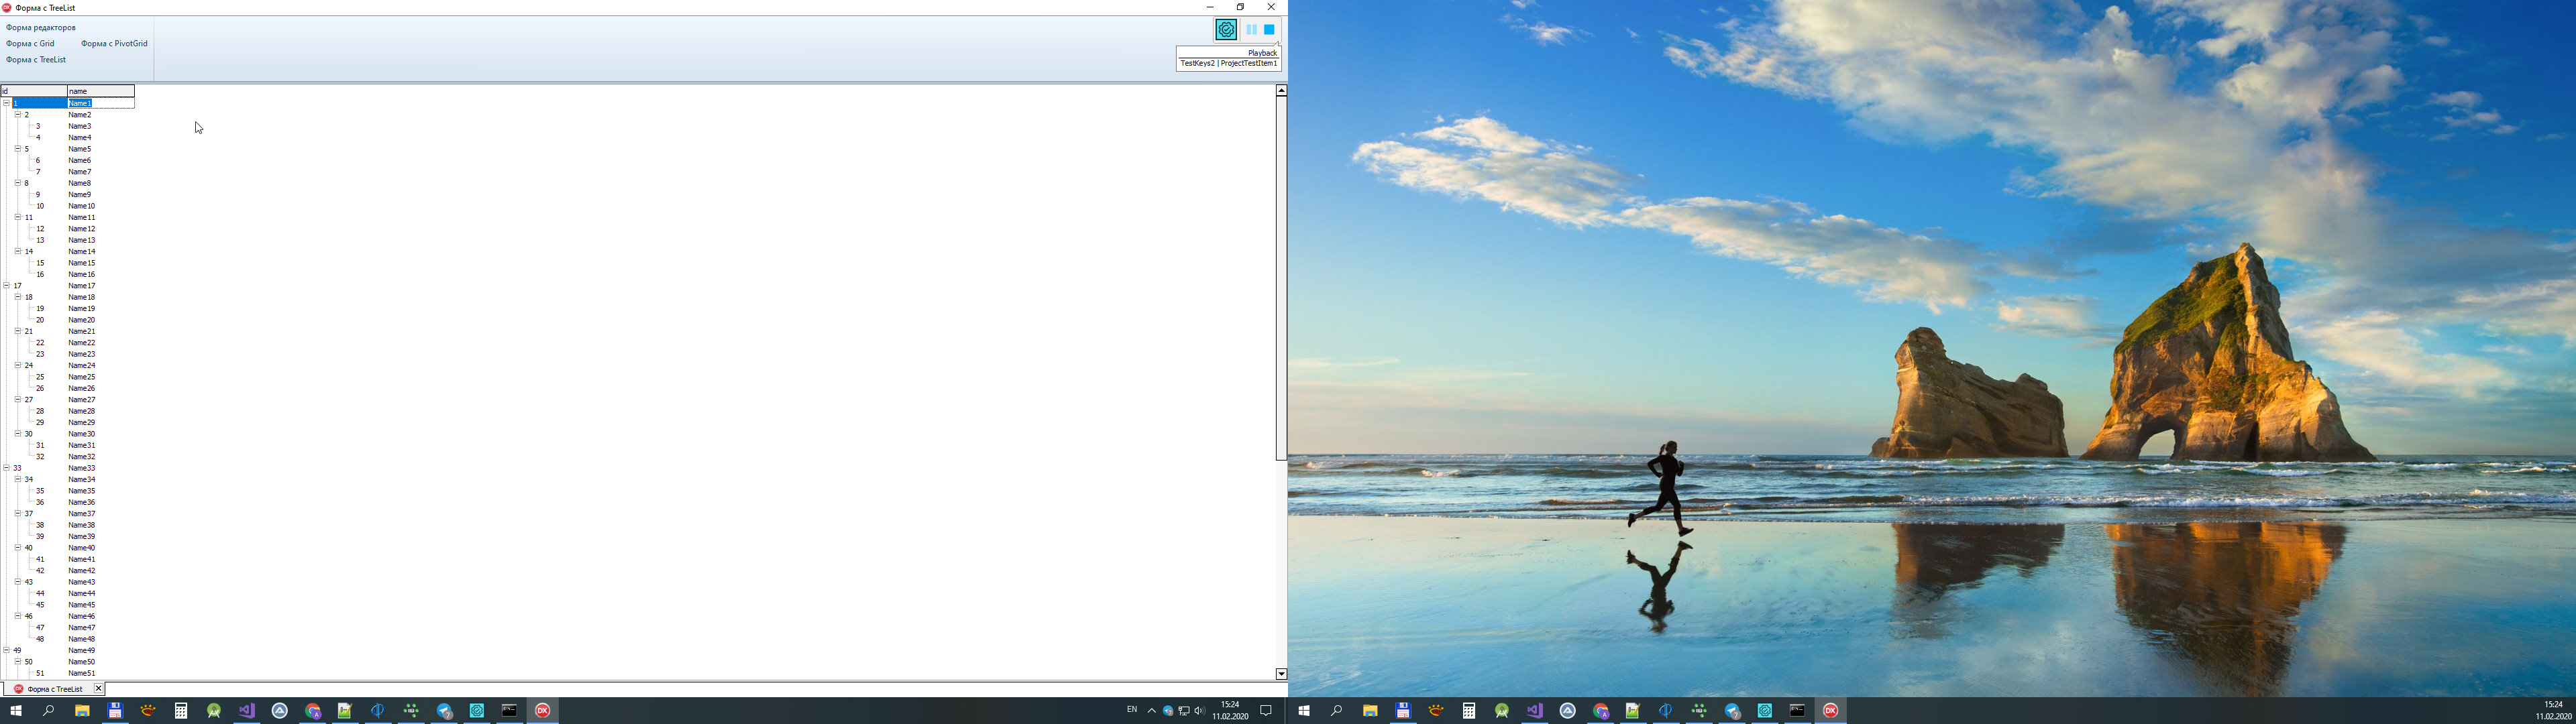 Форма с TreeList
Форма редакторов
Форма с Grid Форма с PivotGrid
Форма с TreeList
Playback
TestKeys2 | ProjectTestItem1
id name
1 Name1
2 Name2
3 Name3
4 Name4
5 Name5
6 Name6
7 Name7
8 Name8
9 Name9
10 Name10
11 Name11
12 Name12
13 Name13
14 Name14
15 Name15
16 Name16
17 Name17
18 Name18
19 Name19
20 Name20
21 Name21
22 Name22
23 Name23
24 Name24
25 Name25
26 Name26
27 Name27
28 Name28
29 Name29
30 Name30
31 Name31
32 Name32
33 Name33
34 Name34
35 Name35
36 Name36
37 Name37
38 Name38
39 Name39
40 Name40
41 Name41
42 Name42
43 Name43
44 Name44
45 Name45
46 Name46
47 Name47
48 Name48
49 Name49
50 Name50
51 Name51
DX Форма с TreeList
EN 15:24
11.02.2020
15:24
11.02.2020